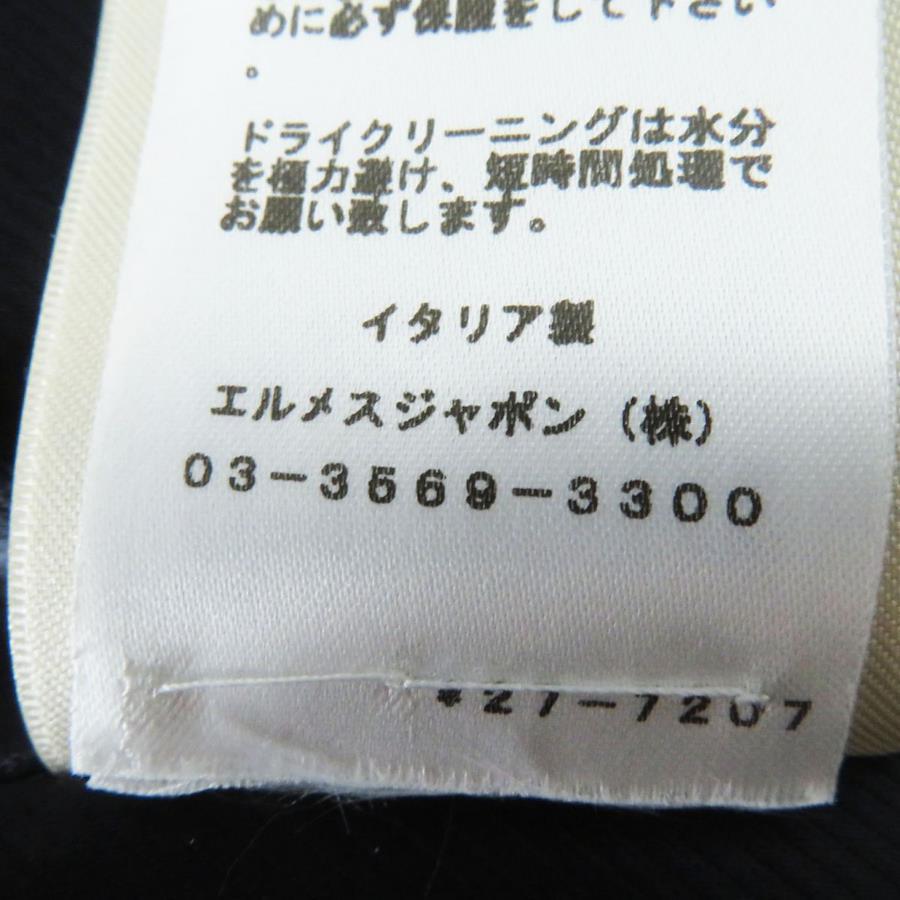 めに必ず保護をして下さい
。
ドライクリーニングは水分
を極力避け、短時間処理で
お願い致します。
イタリア製
エルメスジャポン（株）
03-3569-3300
*27-7207